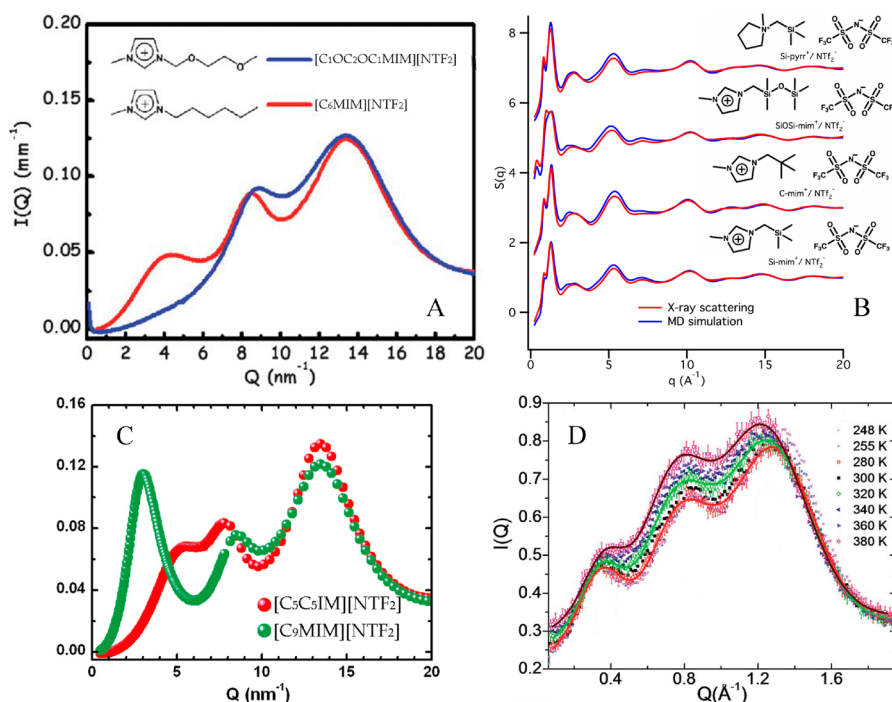 A
[C₁OC₂OC₁MIM][NTF₂]
[C₆MIM][NTF₂]
I(Q) (mm⁻¹)
0.20
0.15
0.10
0.05
0.00
0 2 4 6 8 10 12 14 16 18 20
Q (nm⁻¹)
B
S(q)
8
6
4
2
0
Si-pyrr⁺/ NTf₂⁻
SiOSi-mim⁺/ NTf₂⁻
C-mim⁺/ NTf₂⁻
Si-mim⁺/ NTf₂⁻
X-ray scattering
MD simulation
0 5 10 15 20
q (A⁻¹)
C
0.16
0.12
0.08
0.04
0.00
[C₅C₅IM][NTF₂]
[C₉MIM][NTF₂]
0 5 10 15 20
Q (nm⁻¹)
D
I(Q)
0.9
0.8
0.7
0.6
0.5
0.4
0.3
0.2
248 K
255 K
280 K
300 K
320 K
340 K
360 K
380 K
0.4 0.8 1.2 1.6
Q(Å⁻¹)